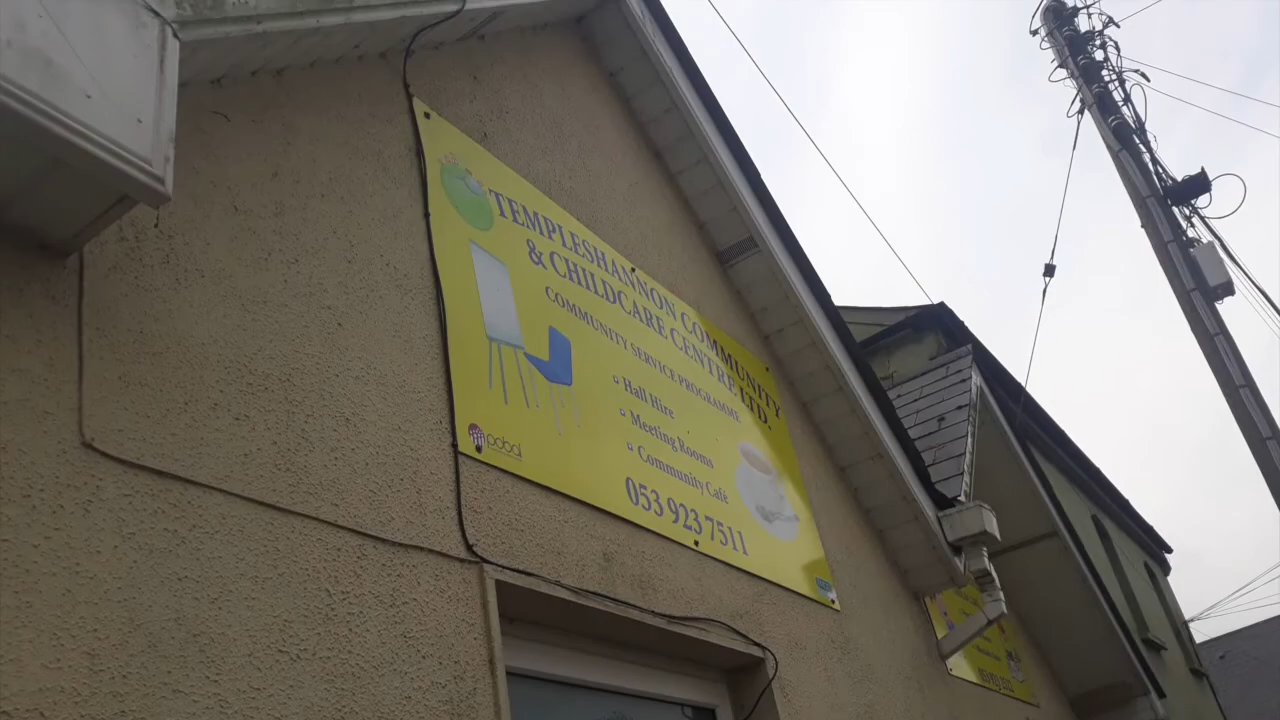 TEMPLESHANNON COMMUNITY
& CHILDCARE CENTRE LTD.
COMMUNITY SERVICE PROGRAMME
Hall Hire
Meeting Rooms
Community Café
053 923 7511
pobal